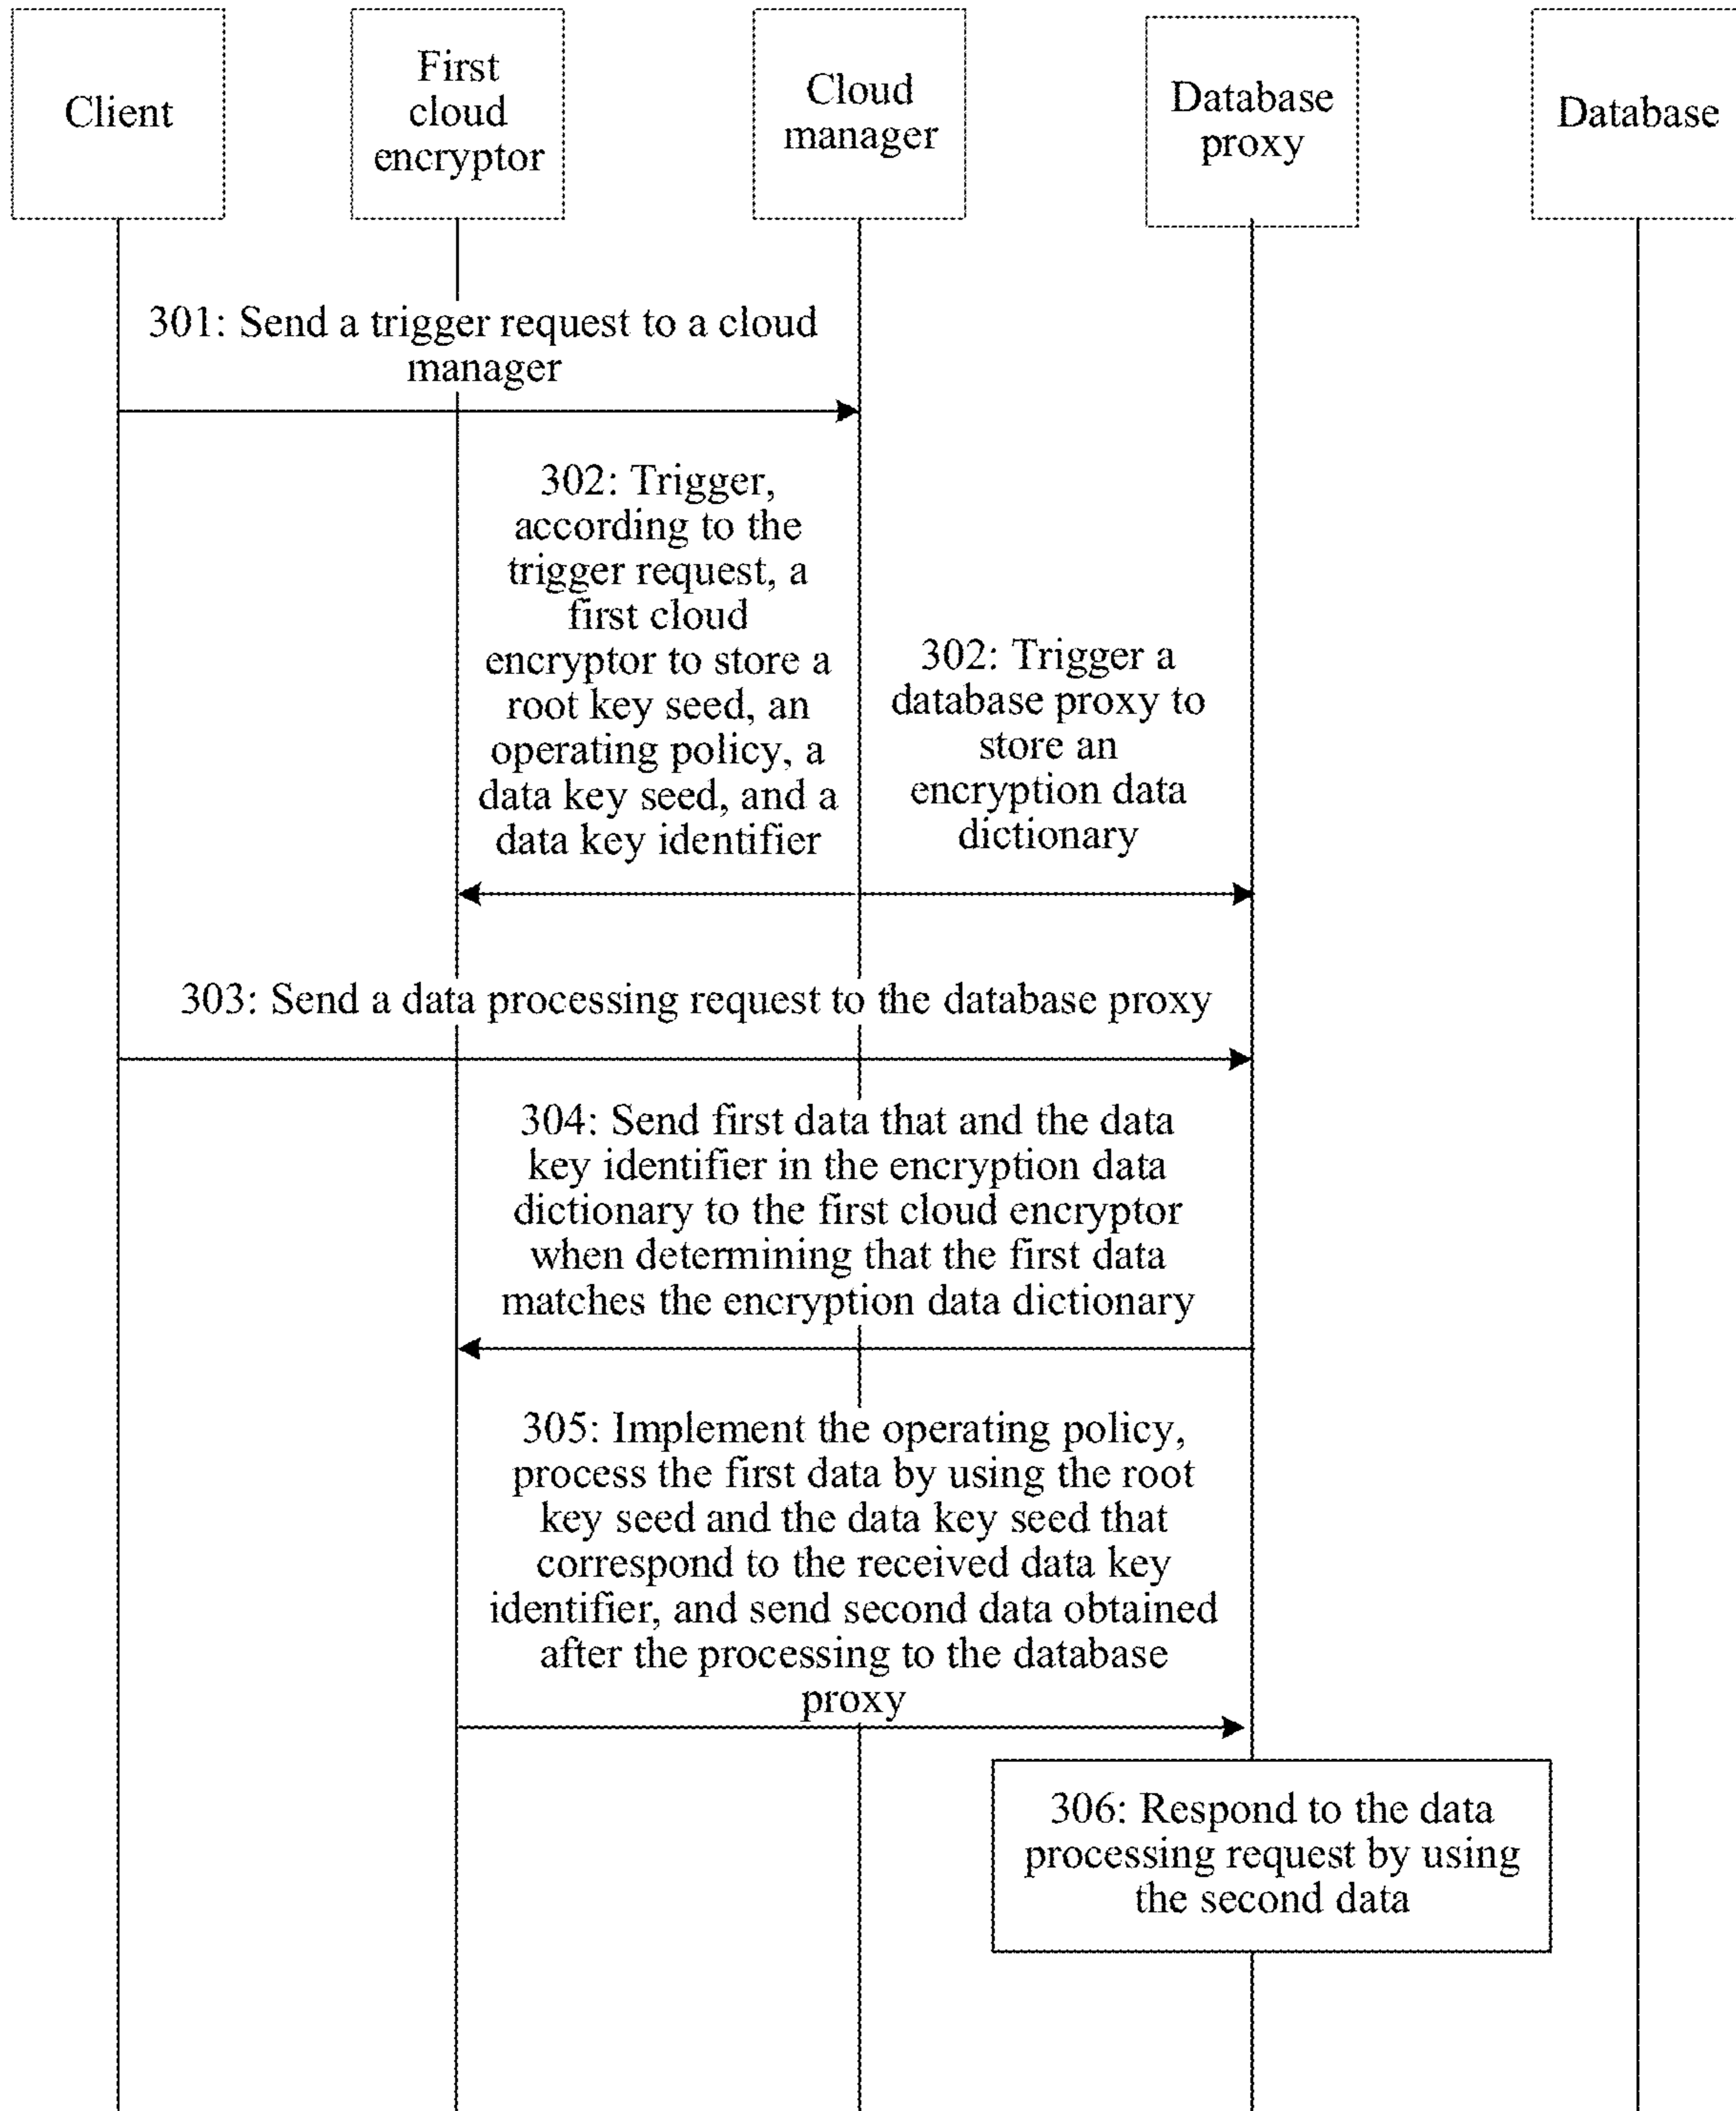 Client
First
cloud
encryptor
Cloud
manager
Database
proxy
Database
301: Send a trigger request to a cloud
manager
302: Trigger,
according to the
trigger request, a
first cloud
encryptor to store a
root key seed, an
operating policy, a
data key seed, and a
data key identifier
302: Trigger a
database proxy to
store an
encryption data
dictionary
303: Send a data processing request to the database proxy
304: Send first data that and the data
key identifier in the encryption data
dictionary to the first cloud encryptor
when determining that the first data
matches the encryption data dictionary
305: Implement the operating policy,
process the first data by using the root
key seed and the data key seed that
correspond to the received data key
identifier, and send second data obtained
after the processing to the database
proxy
306: Respond to the data
processing request by using
the second data